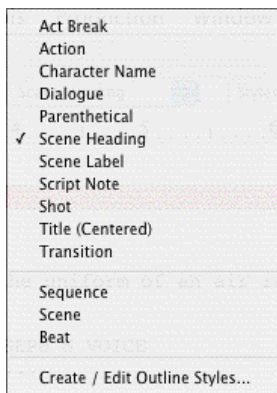 Act Break
Action
Character Name
Dialogue
Parenthetical
✓ Scene Heading
Scene Label
Script Note
Shot
Title (Centered)
Transition
Sequence
Scene
Beat
Create / Edit Outline Styles...